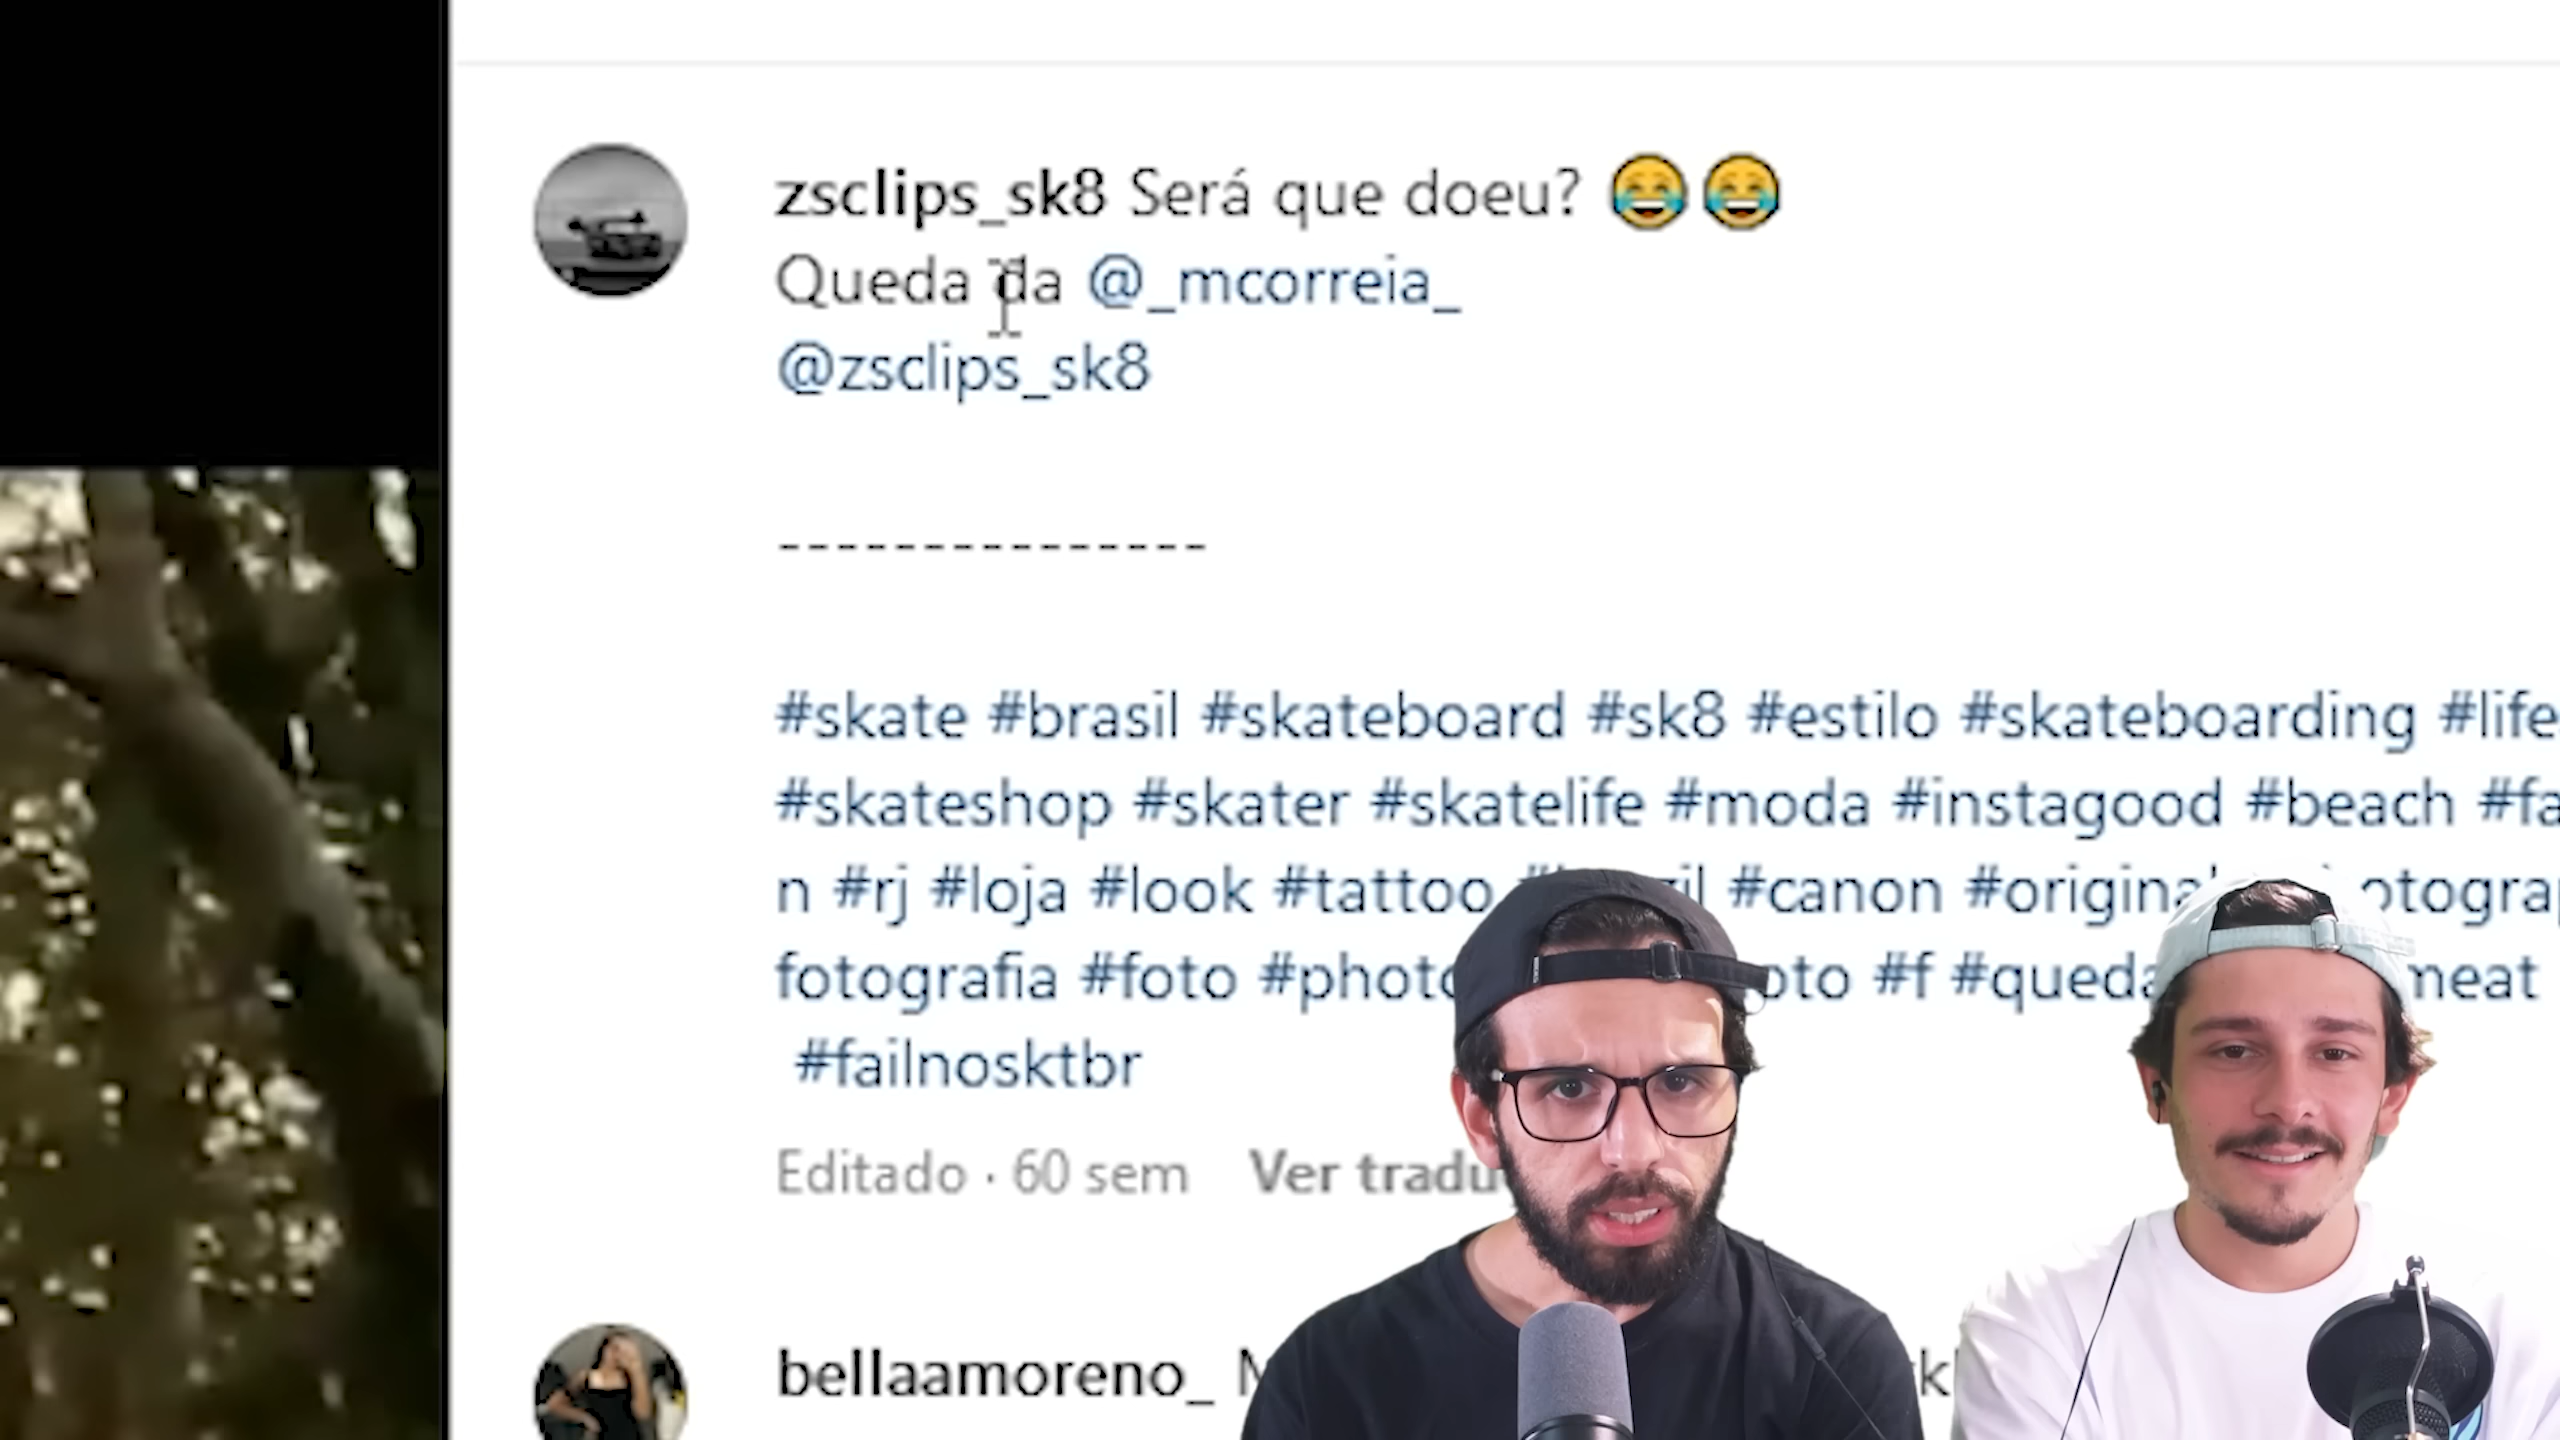 zsclips_sk8 Será que doeu? 😂😂
Queda da @_mcorreia_
@zsclips_sk8
----------------
#skate #brasil #skateboard #sk8 #estilo #skateboarding
#skateshop #skater #skatelife #moda #instagood #beach
n #rj #loja #look #tattoo #canon
fotografia #foto #f
#failnosktbr
Editado · 60 sem Ver
bellaamoreno_